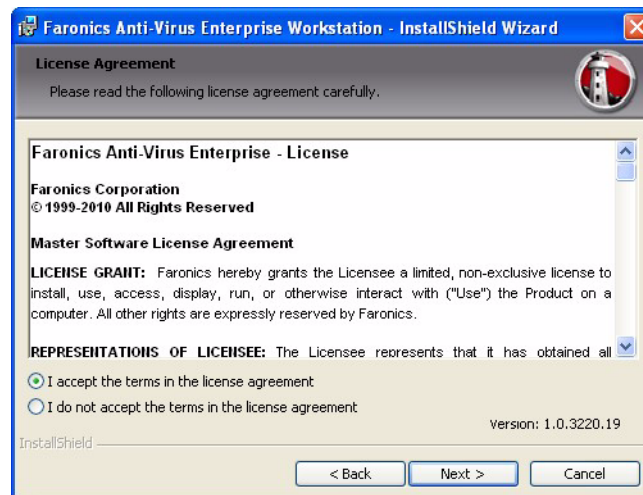 Faronics Anti-Virus Enterprise Workstation - InstallShield Wizard
License Agreement
Please read the following license agreement carefully.
Faronics Anti-Virus Enterprise - License
Faronics Corporation
© 1999-2010 All Rights Reserved
Master Software License Agreement
LICENSE GRANT: Faronics hereby grants the Licensee a limited, non-exclusive license to
install, use, access, display, run, or otherwise interact with ("Use") the Product on a
computer. All other rights are expressly reserved by Faronics.
REPRESENTATIONS OF LICENSEE: The Licensee represents that it has obtained all
I accept the terms in the license agreement
I do not accept the terms in the license agreement
Version: 1.0.3220.19
InstallShield
< Back
Next >
Cancel